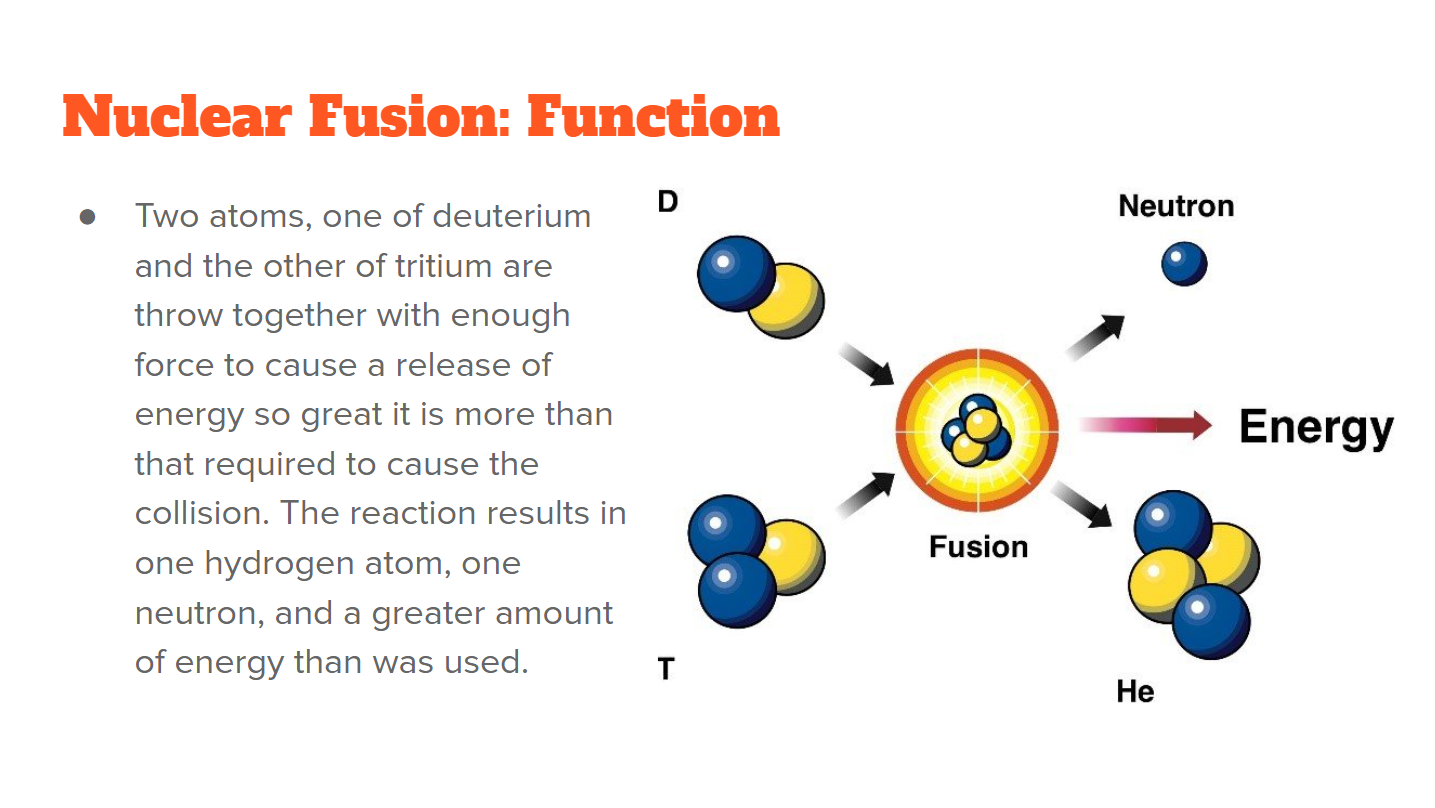 Nuclear Fusion: Function
● Two atoms, one of deuterium
and the other of tritium are
throw together with enough
force to cause a release of
energy so great it is more than
that required to cause the
collision. The reaction results in
one hydrogen atom, one
neutron, and a greater amount
of energy than was used.
D
Neutron
Energy
Fusion
T
He